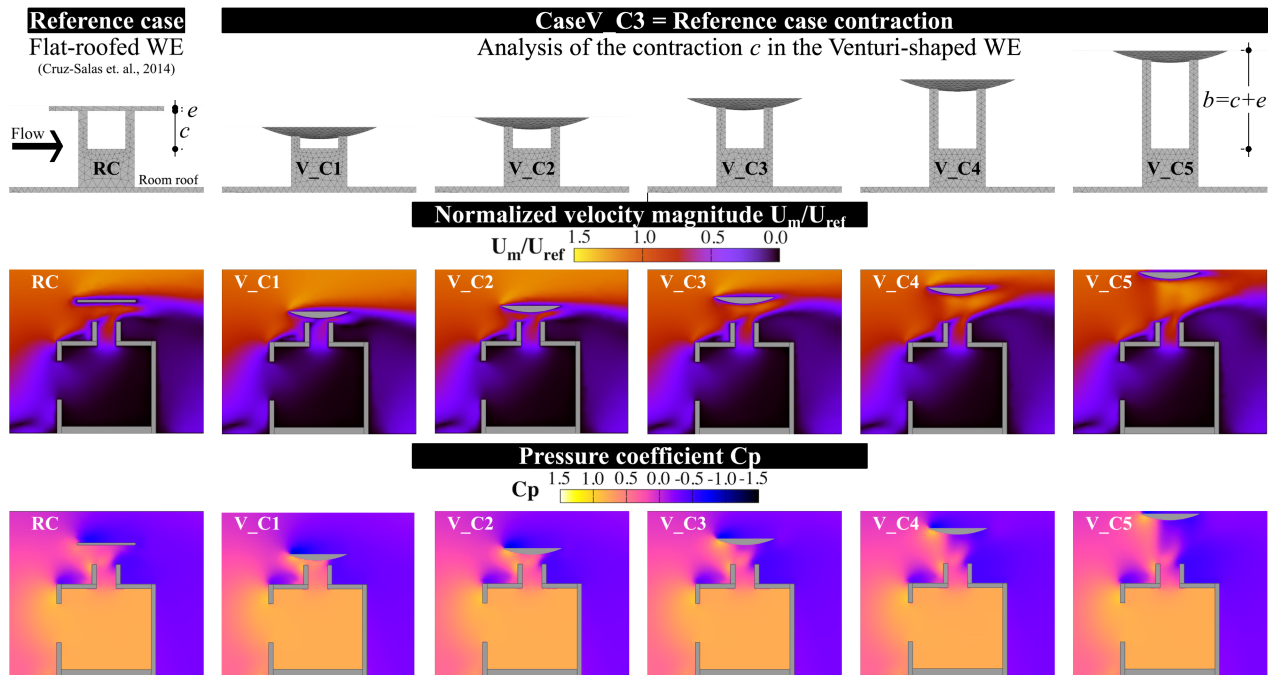 Reference case
CaseV_C3 = Reference case contraction
Flat-roofed WE
(Cruz-Salas et. al., 2014)
Analysis of the contraction c in the Venturi-shaped WE
e
c
Flow
RC
Room roof
V_C1
V_C2
V_C3
V_C4
V_C5
b=c+e
Normalized velocity magnitude Um/Uref
Um/Uref
1.5 1.0 0.5 0.0
RC
V_C1
V_C2
V_C3
V_C4
V_C5
Pressure coefficient Cp
Cp
1.5 1.0 0.5 0.0 -0.5 -1.0 -1.5
RC
V_C1
V_C2
V_C3
V_C4
V_C5